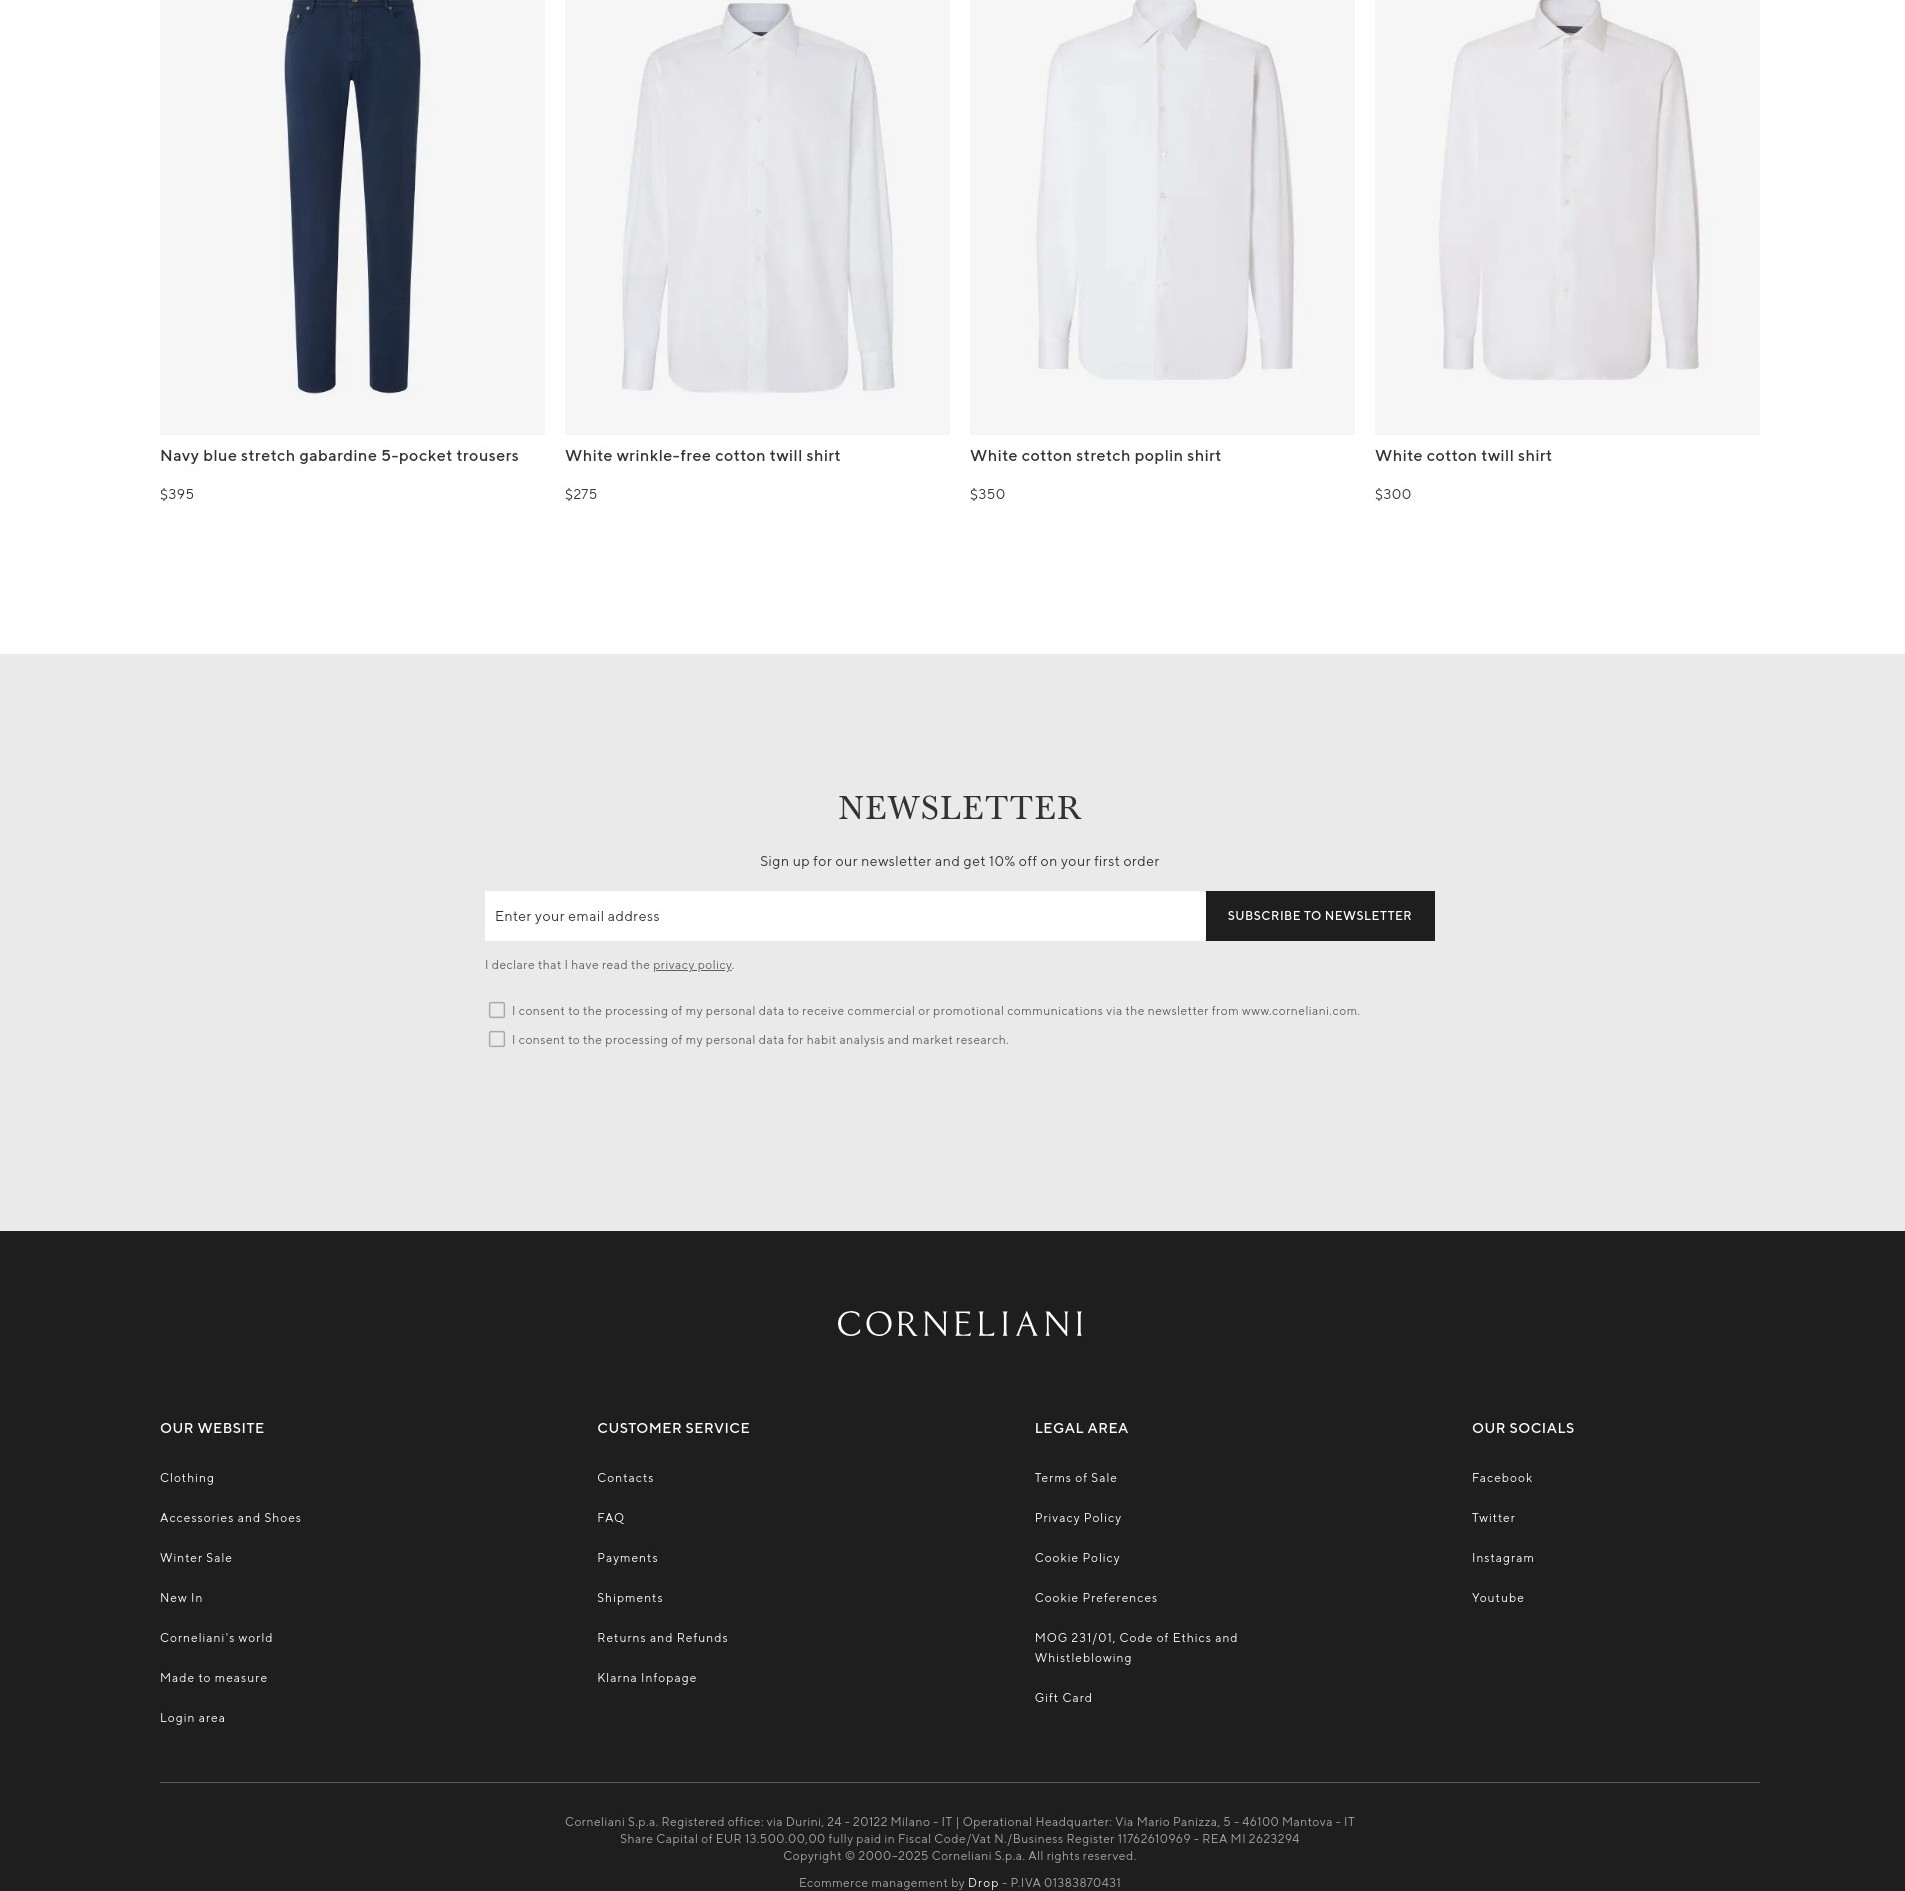 Navy blue stretch gabardine 5-pocket trousers
$395
White wrinkle-free cotton twill shirt
$275
White cotton stretch poplin shirt
$350
White cotton twill shirt
$300
NEWSLETTER
Sign up for our newsletter and get 10% off on your first order
Enter your email address
SUBSCRIBE TO NEWSLETTER
I declare that I have read the privacy policy.
I consent to the processing of my personal data to receive commercial or promotional communications via the newsletter from www.corneliani.com.
I consent to the processing of my personal data for habit analysis and market research.
CORNELIANI
OUR WEBSITE
Clothing
Accessories and Shoes
Winter Sale
New In
Corneliani's world
Made to measure
Login area
CUSTOMER SERVICE
Contacts
FAQ
Payments
Shipments
Returns and Refunds
Klarna Infopage
LEGAL AREA
Terms of Sale
Privacy Policy
Cookie Policy
Cookie Preferences
MOG 231/01, Code of Ethics and
Whistleblowing
Gift Card
OUR SOCIALS
Facebook
Twitter
Instagram
Youtube
Corneliani S.p.a. Registered office: via Durini, 24 - 20122 Milano - IT | Operational Headquarter: Via Mario Panizza, 5 - 46100 Mantova - IT
Share Capital of EUR 13.500.00,00 fully paid in Fiscal Code/Vat N./Business Register 11762610969 - REA MI 2623294
Copyright © 2000-2025 Corneliani S.p.a. All rights reserved.
Ecommerce management by Drop - P.IVA 01383870431